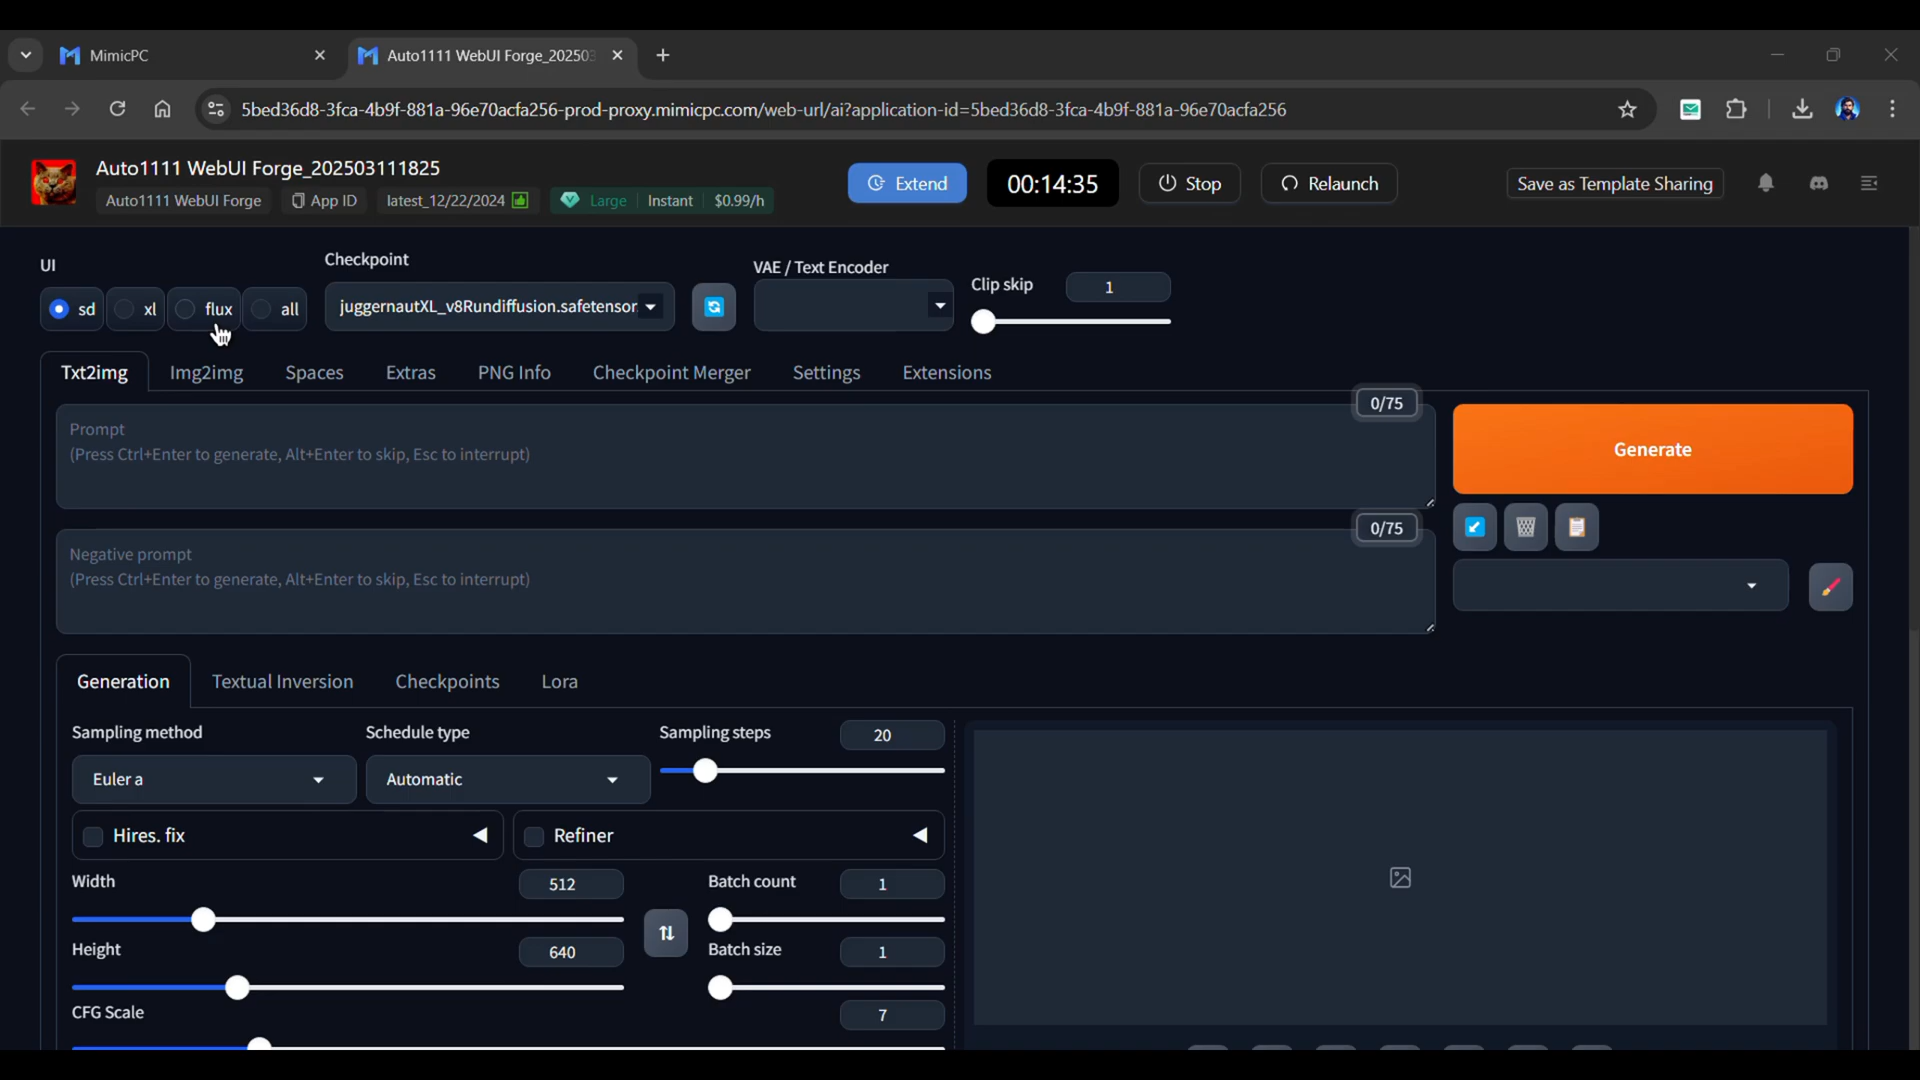 MimicPC
Auto1111 WebUI Forge_20250
5bed36d8-3fca-4b9f-881a-96e70acfa256-prod-proxy.mimicpc.com/web-url/ai?application-id=5bed36d8-3fca-4b9f-881a-96e70acfa256
Auto1111 WebUI Forge_202503111825
Auto1111 WebUI Forge App ID latest_12/22/2024 Large Instant $0.99/h
Extend 00:14:35 Stop Relaunch Save as Template Sharing
UI
sd xl flux all
Checkpoint
juggernautXL_v8Rundiffusion.safetensor
VAE / Text Encoder
Clip skip 1
Txt2img Img2img Spaces Extras PNG Info Checkpoint Merger Settings Extensions
0/75
Prompt
(Press Ctrl+Enter to generate, Alt+Enter to skip, Esc to interrupt)
Generate
0/75
Negative prompt
(Press Ctrl+Enter to generate, Alt+Enter to skip, Esc to interrupt)
Generation Textual Inversion Checkpoints Lora
Sampling method Schedule type Sampling steps 20
Euler a Automatic
Hires. fix Refiner
Width 512 Batch count 1
Height 640 Batch size 1
CFG Scale 7